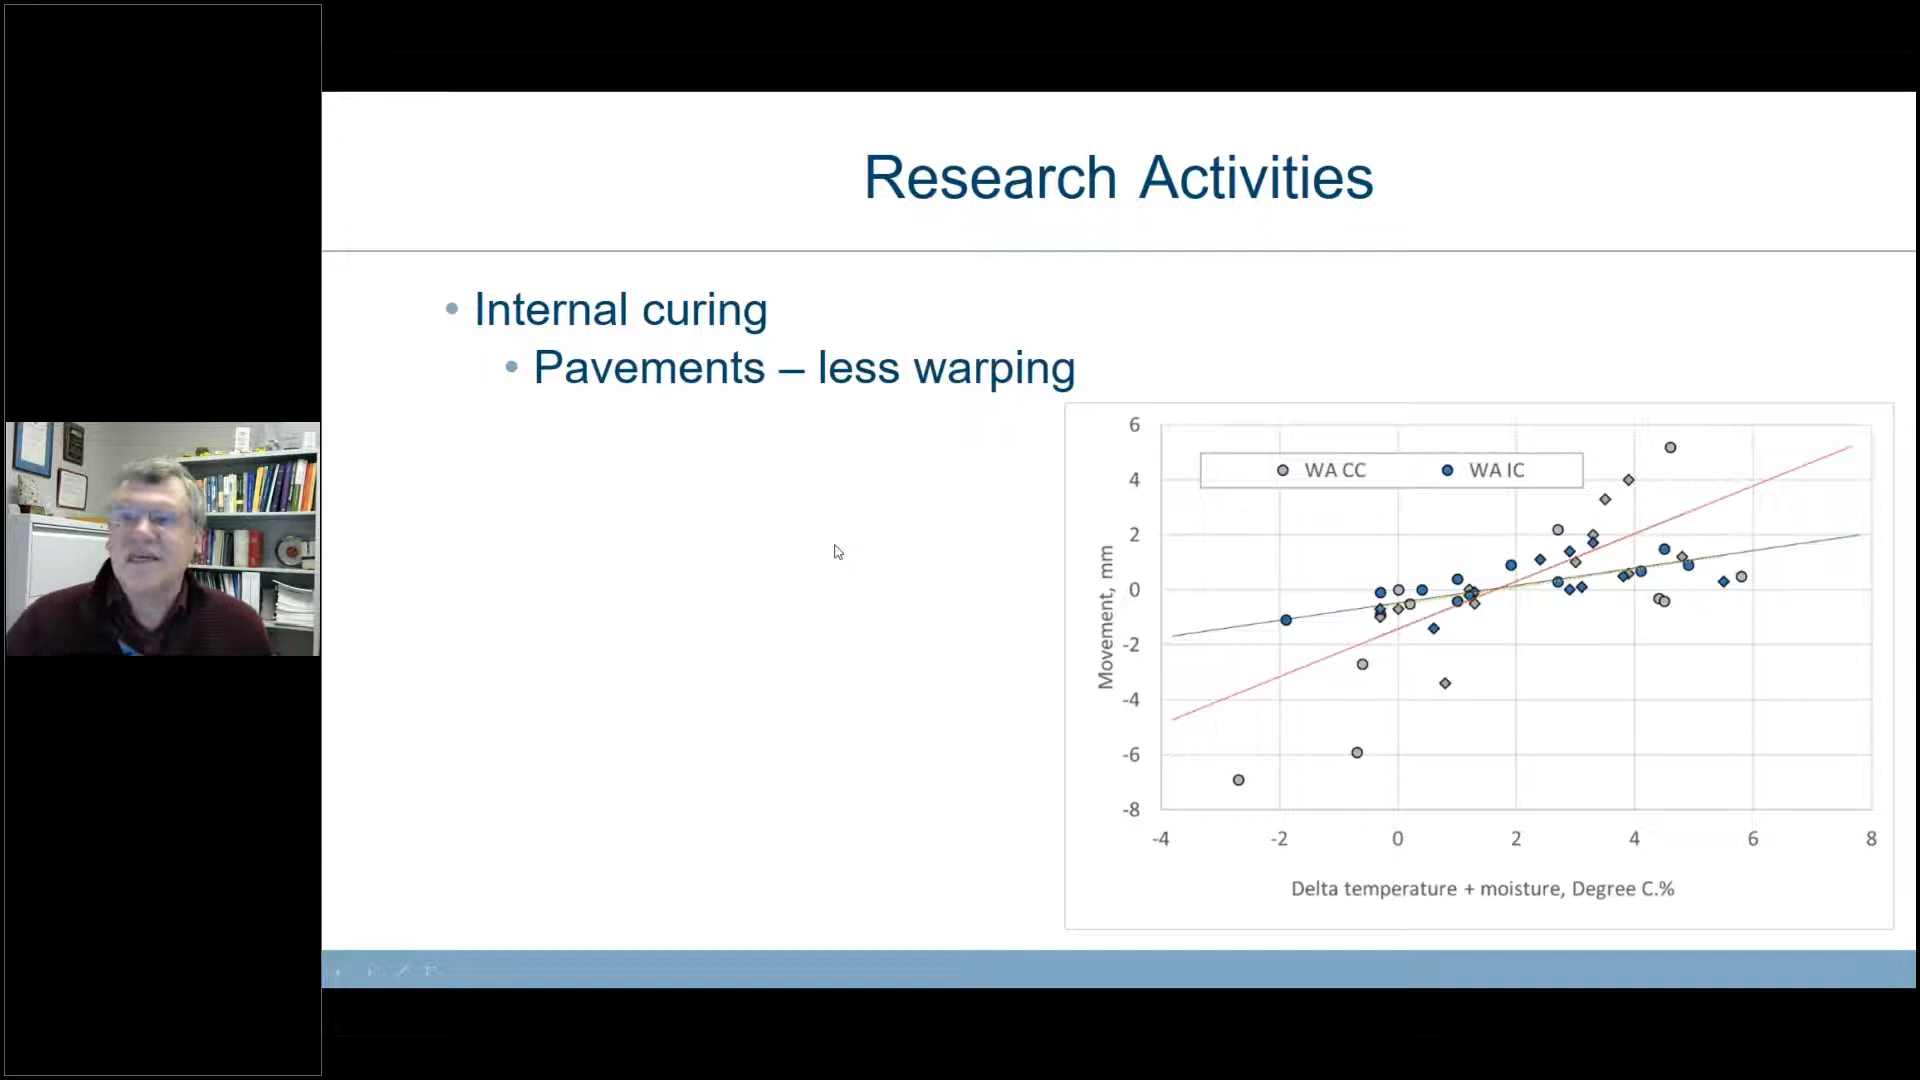 Research Activities
Internal curing
Pavements – less warping
WA CC
WA IC
6
4
2
0
-2
-4
-6
-8
Movement, mm
-4
-2
0
2
4
6
8
Delta temperature + moisture, Degree C.%